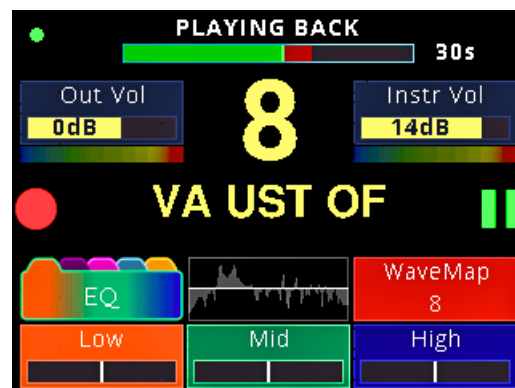 PLAYING BACK
30s
Out Vol
0dB
8
Instr Vol
14dB
VA UST OF
EQ
WaveMap
8
Low
Mid
High